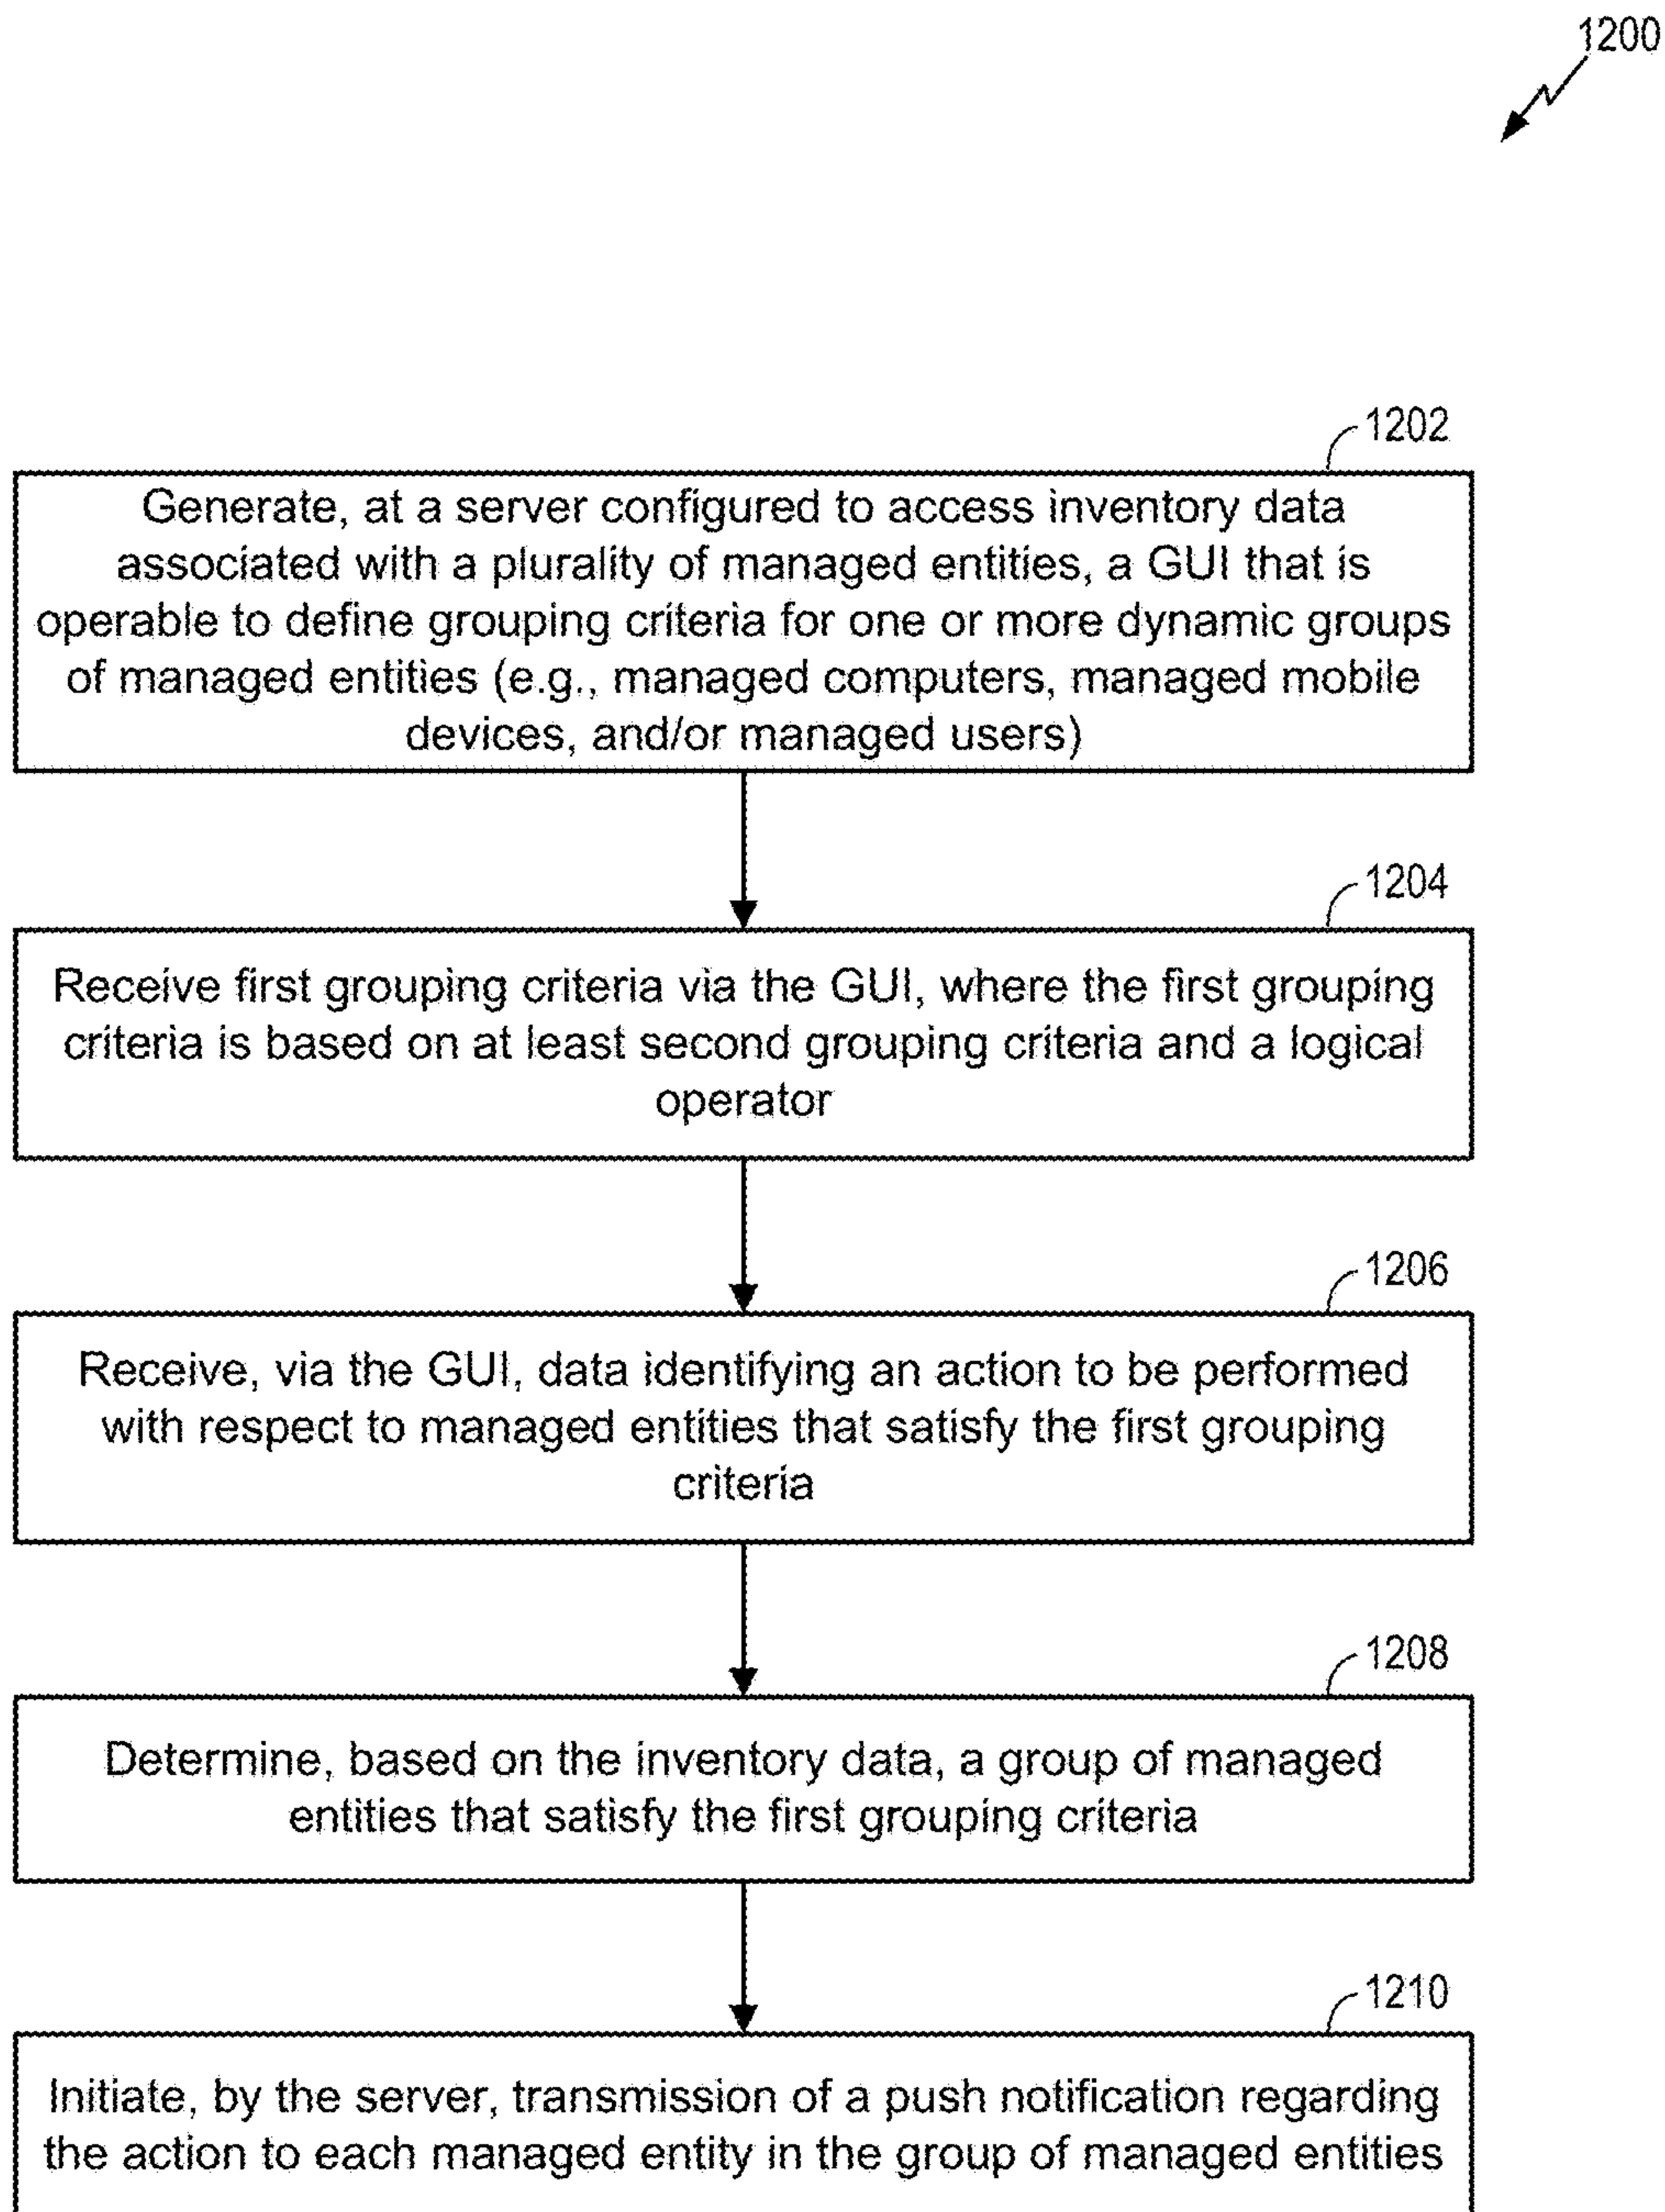 1200
1202
Generate, at a server configured to access inventory data
associated with a plurality of managed entities, a GUI that is
operable to define grouping criteria for one or more dynamic groups
of managed entities (e.g., managed computers, managed mobile
devices, and/or managed users)
1204
Receive first grouping criteria via the GUI, where the first grouping
criteria is based on at least second grouping criteria and a logical
operator
1206
Receive, via the GUI, data identifying an action to be performed
with respect to managed entities that satisfy the first grouping
criteria
1208
Determine, based on the inventory data, a group of managed
entities that satisfy the first grouping criteria
1210
Initiate, by the server, transmission of a push notification regarding
the action to each managed entity in the group of managed entities